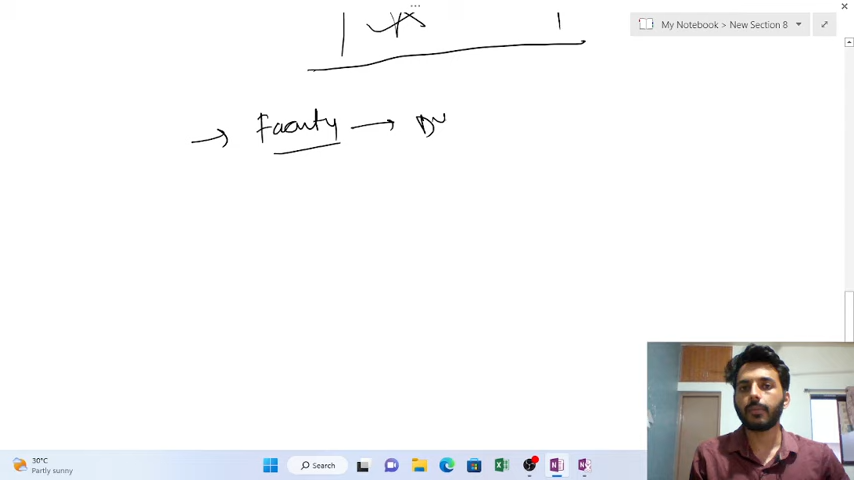 My Notebook > New Section 8
→ Faculty →
30°C
Partly sunny
Search